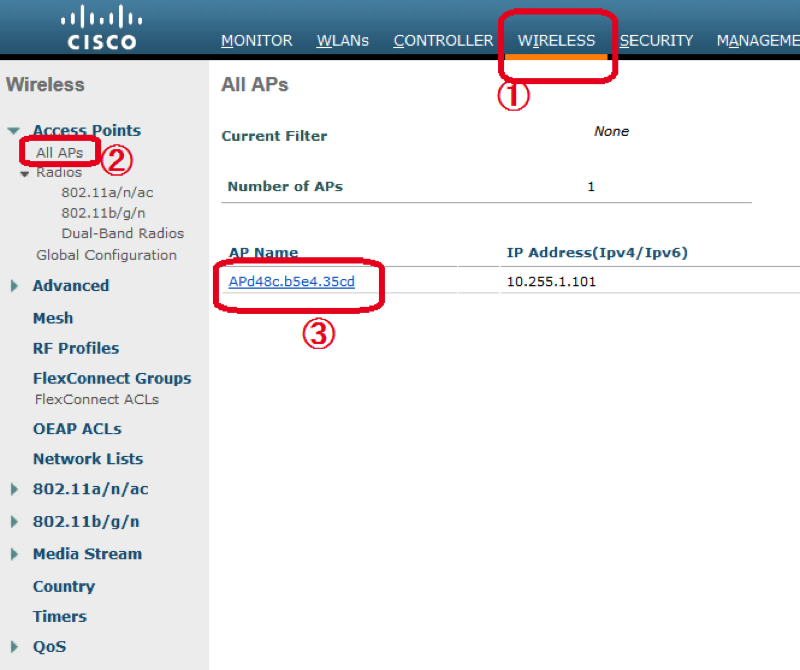 CISCO
MONITOR WLANs CONTROLLER WIRELESS SECURITY MANAGEME
①
Wireless
Access Points
All APs
②
Radios
802.11a/n/ac
802.11b/g/n
Dual-Band Radios
Global Configuration
Advanced
Mesh
RF Profiles
FlexConnect Groups
FlexConnect ACLs
OEAP ACLs
Network Lists
802.11a/n/ac
802.11b/g/n
Media Stream
Country
Timers
QoS
All APs
Current Filter None
Number of APs 1
AP Name IP Address(Ipv4/Ipv6)
APd48c.b5e4.35cd 10.255.1.101
③